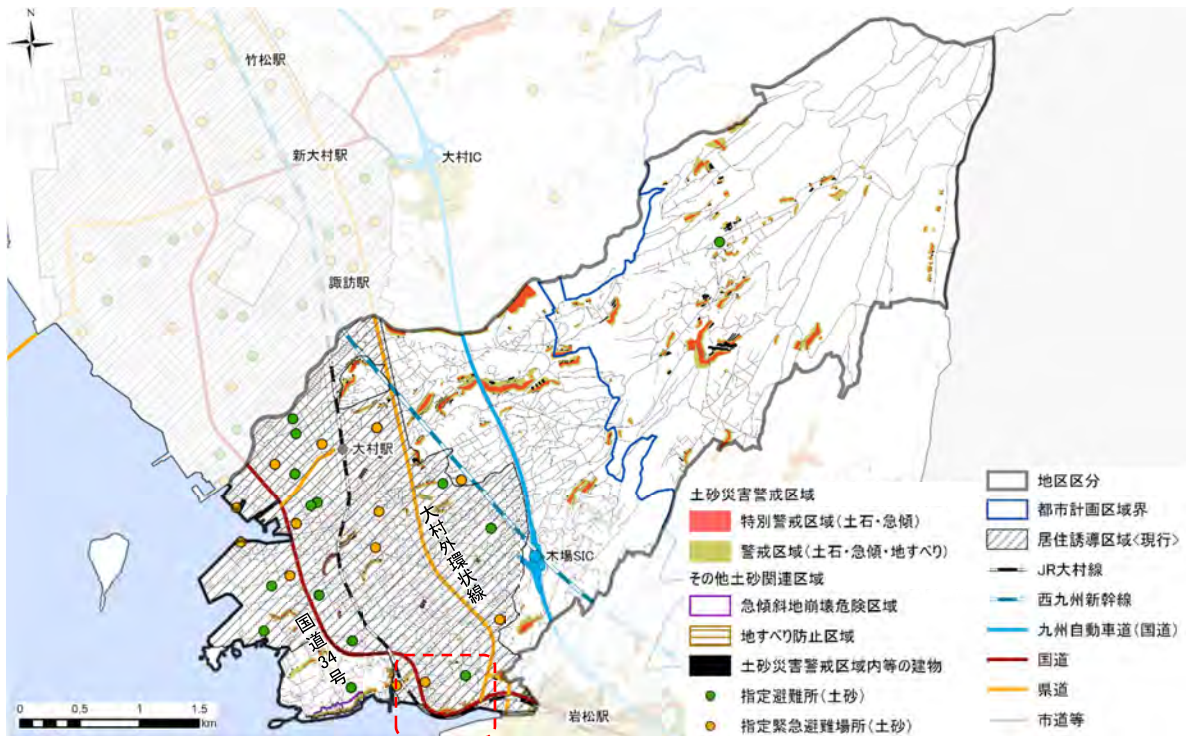 N
竹松駅
新大村駅
大村IC
諏訪駅
大村駅
大村外環状線
木場SIC
国道34号
岩松駅
0 0.5 1 1.5
km
土砂災害警戒区域
特別警戒区域(土石・急傾)
警戒区域(土石・急傾・地すべり)
その他土砂関連区域
急傾斜地崩壊危険区域
地すべり防止区域
土砂災害警戒区域内等の建物
指定避難所(土砂)
指定緊急避難場所(土砂)
地区区分
都市計画区域界
居住誘導区域<現行>
JR大村線
西九州新幹線
九州自動車道(国道)
国道
県道
市道等